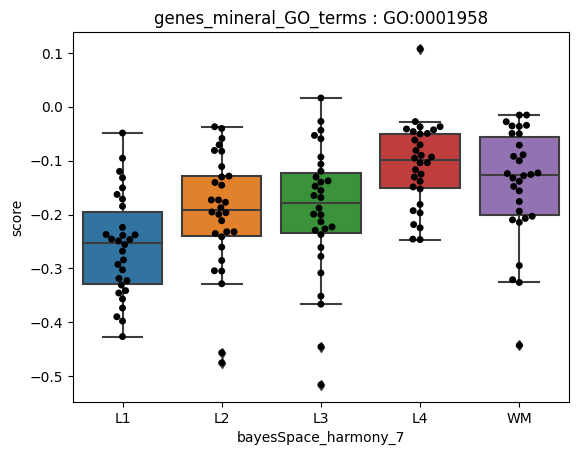 genes_mineral_GO_terms : GO:0001958
0.1
0.0
−0.1
−0.2
−0.3
−0.4
−0.5
score
L1 L2 L3 L4 WM
bayesSpace_harmony_7